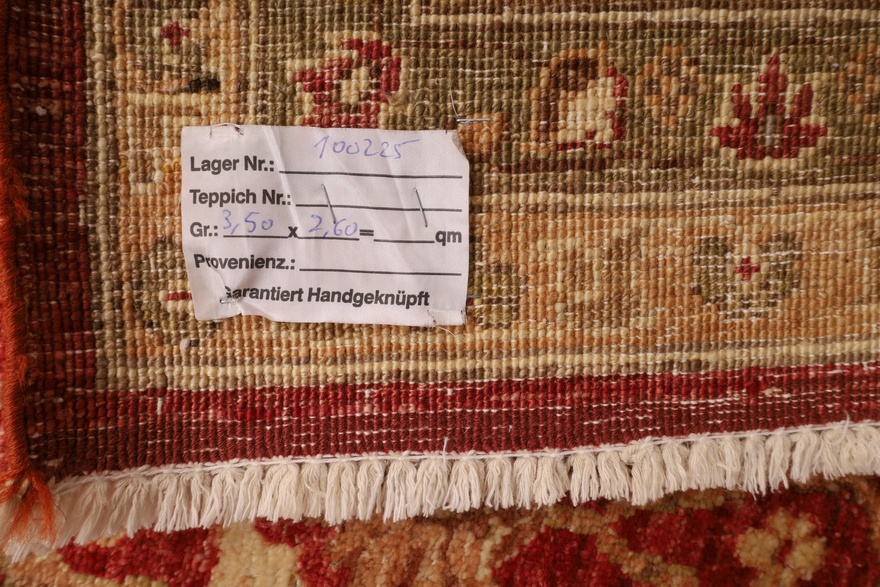 Lager Nr.: 100225
Teppich Nr.:
Gr.: 3,50 x 2,60 = qm
Provenienz.:
Garantiert Handgeknüpft